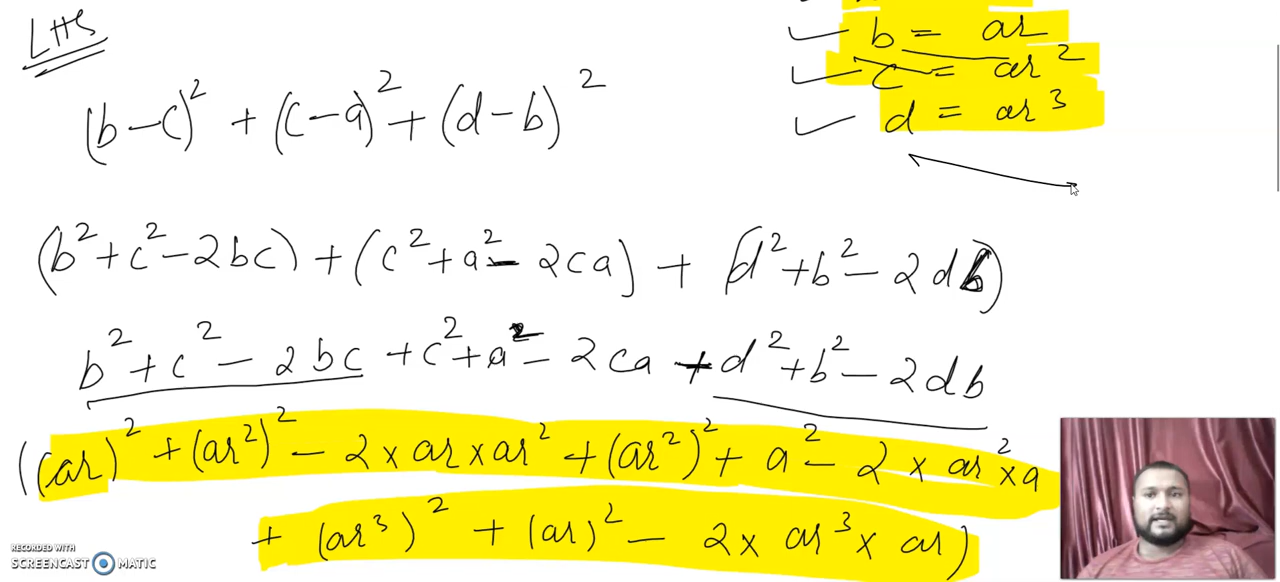 LHS
b = ar
c = ar²
d = ar³
(b-c)² + (c-a)² + (d-b)²
(b²+c²-2bc) + (c²+a²-2ca) + (d²+b²-2db)
b²+c²-2bc +c²+a²-2ca +d²+b²-2db
((ar)² +(ar²)² - 2×ar×ar² +(ar²)²+ a²- 2 × ar²×a
+ (ar³)² + (ar)² - 2× ar³× ar)
RECORDED WITH
SCREENCAST MATIC